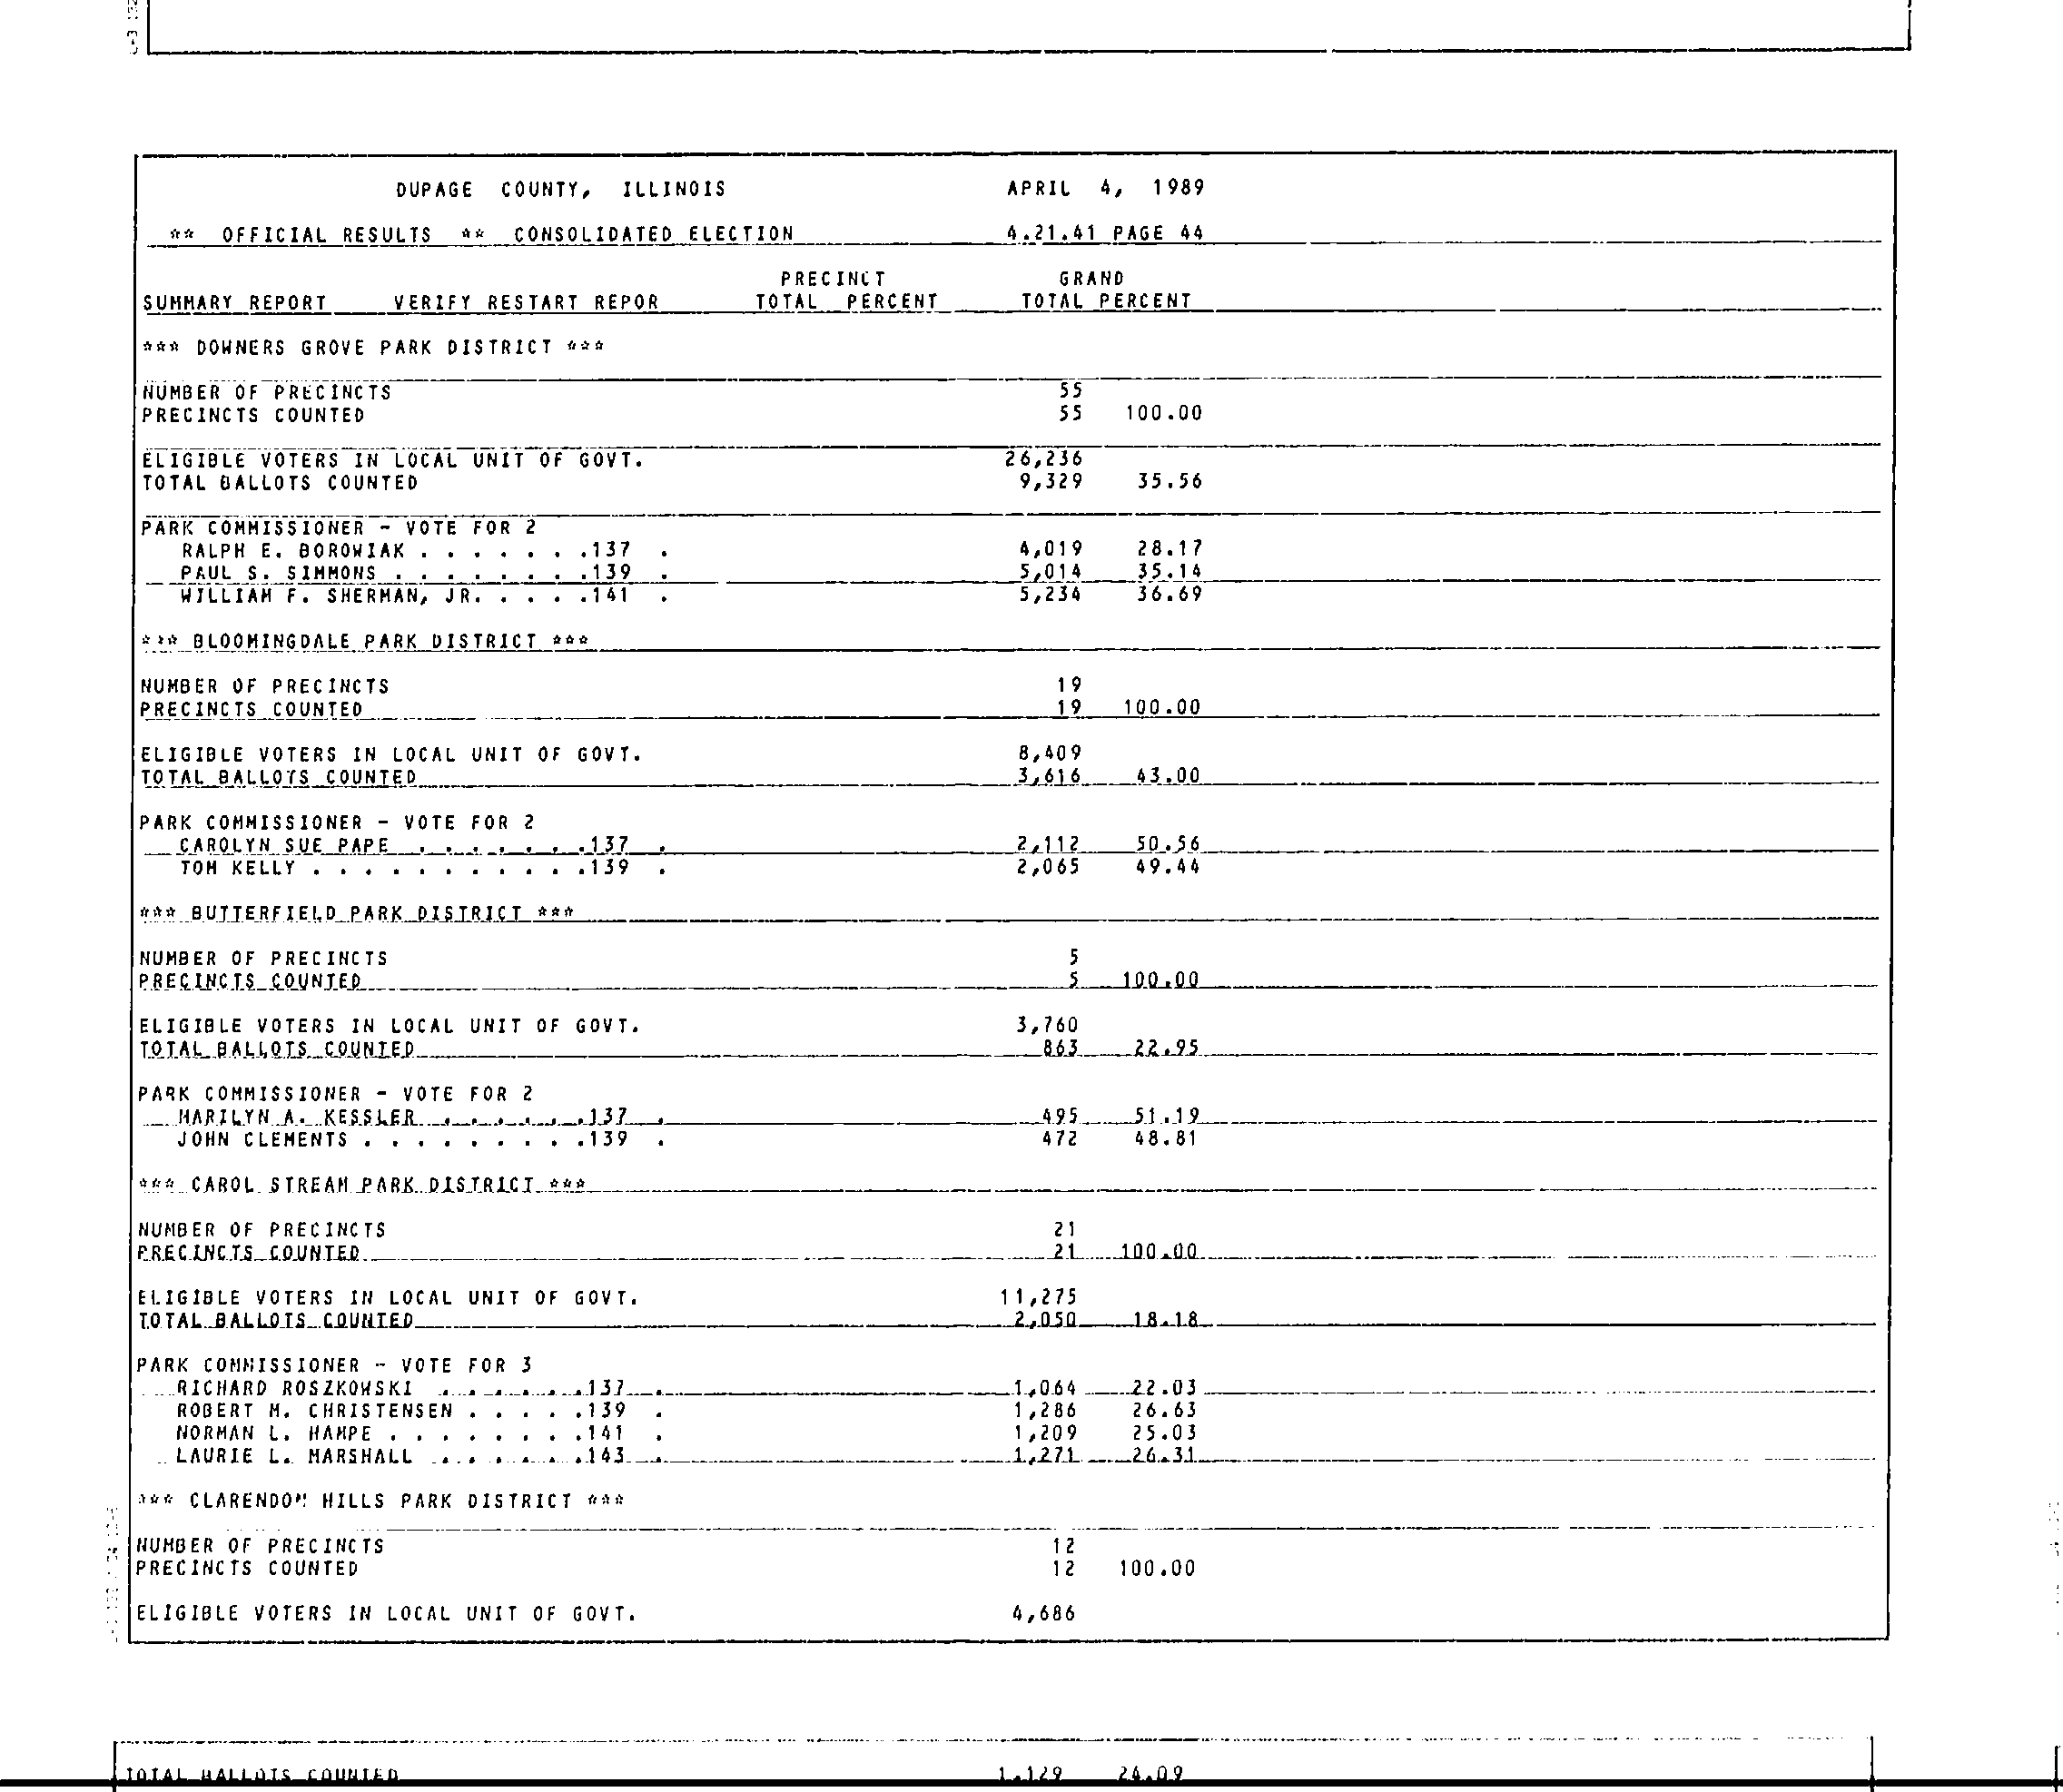 DUPAGE COUNTY, ILLINOIS APRIL 4, 1989
** OFFICIAL RESULTS ** CONSOLIDATED ELECTION 4.21.41 PAGE 44
PRECINCT GRAND
SUMMARY REPORT VERIFY RESTART REPOR TOTAL PERCENT TOTAL PERCENT
*** DOWNERS GROVE PARK DISTRICT ***
NUMBER OF PRECINCTS 55
PRECINCTS COUNTED 55 100.00
ELIGIBLE VOTERS IN LOCAL UNIT OF GOVT. 26,236
TOTAL BALLOTS COUNTED 9,329 35.56
PARK COMMISSIONER - VOTE FOR 2
RALPH E. BOROWIAK . . . . . . .137 . 4,019 28.17
PAUL S. SIMMONS . . . . . . . .139 . 5,014 35.14
WILLIAM F. SHERMAN, JR. . . . .141 . 5,234 36.69
*** BLOOMINGDALE PARK DISTRICT ***
NUMBER OF PRECINCTS 19
PRECINCTS COUNTED 19 100.00
ELIGIBLE VOTERS IN LOCAL UNIT OF GOVT. 8,409
TOTAL BALLOTS COUNTED 3,616 43.00
PARK COMMISSIONER - VOTE FOR 2
CAROLYN SUE PAPE . . . . . . .137 . 2,112 50.56
TOM KELLY . . . . . . . . . . .139 . 2,065 49.44
*** BUTTERFIELD PARK DISTRICT ***
NUMBER OF PRECINCTS 5
PRECINCTS COUNTED 5 100.00
ELIGIBLE VOTERS IN LOCAL UNIT OF GOVT. 3,760
TOTAL BALLOTS COUNTED 863 22.95
PARK COMMISSIONER - VOTE FOR 2
MARILYN A. KESSLER . . . . . .137 . 495 51.19
JOHN CLEMENTS . . . . . . . . .139 . 472 48.81
*** CAROL STREAM PARK DISTRICT ***
NUMBER OF PRECINCTS 21
PRECINCTS COUNTED 21 100.00
ELIGIBLE VOTERS IN LOCAL UNIT OF GOVT. 11,275
TOTAL BALLOTS COUNTED 2,050 18.18
PARK COMMISSIONER - VOTE FOR 3
RICHARD ROSZKOWSKI . . . . . .137 . 1,064 22.03
ROBERT M. CHRISTENSEN . . . . .139 . 1,286 26.63
NORMAN L. HAMPE . . . . . . . .141 . 1,209 25.03
LAURIE L. MARSHALL . . . . . .143 . 1,271 26.31
*** CLARENDON HILLS PARK DISTRICT ***
NUMBER OF PRECINCTS 12
PRECINCTS COUNTED 12 100.00
ELIGIBLE VOTERS IN LOCAL UNIT OF GOVT. 4,686
TOTAL BALLOTS COUNTED 1,129 24.09